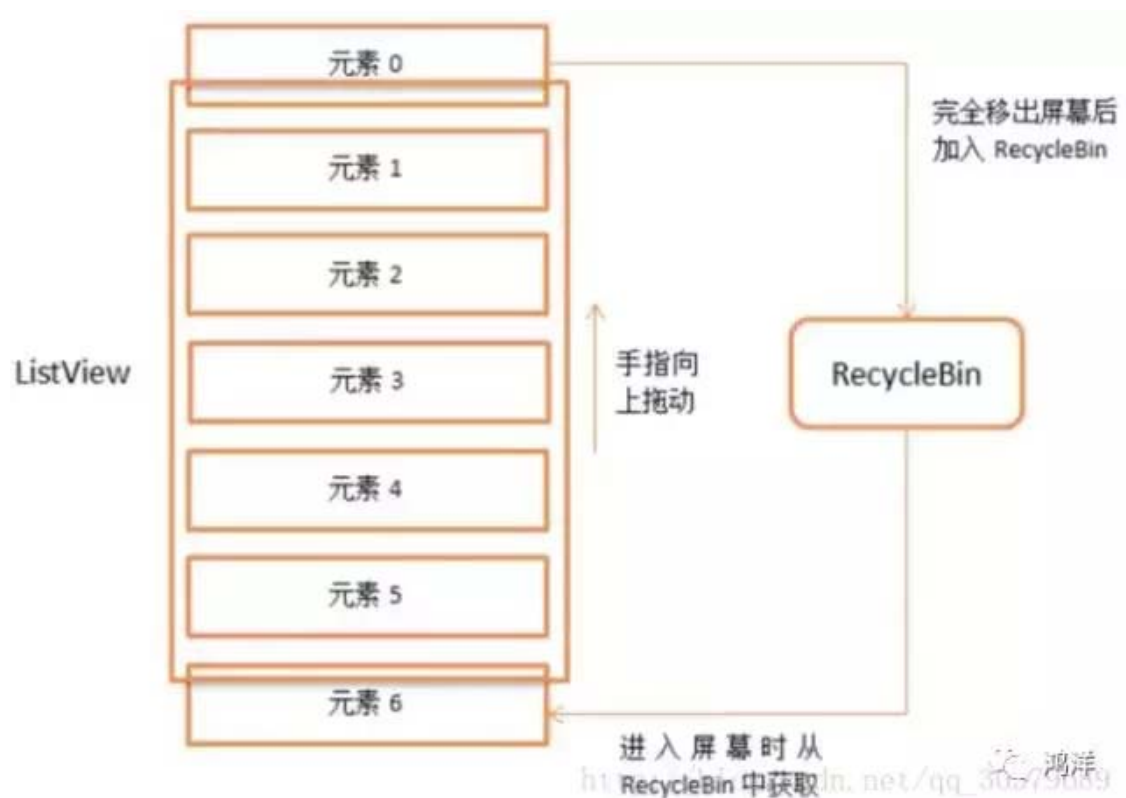 元素 0
完全移出屏幕后
加入 RecycleBin
元素 1
元素 2
ListView
元素 3
手指向
上拖动
RecycleBin
元素 4
元素 5
元素 6
进入屏幕时从
RecycleBin 中获取
鸿洋